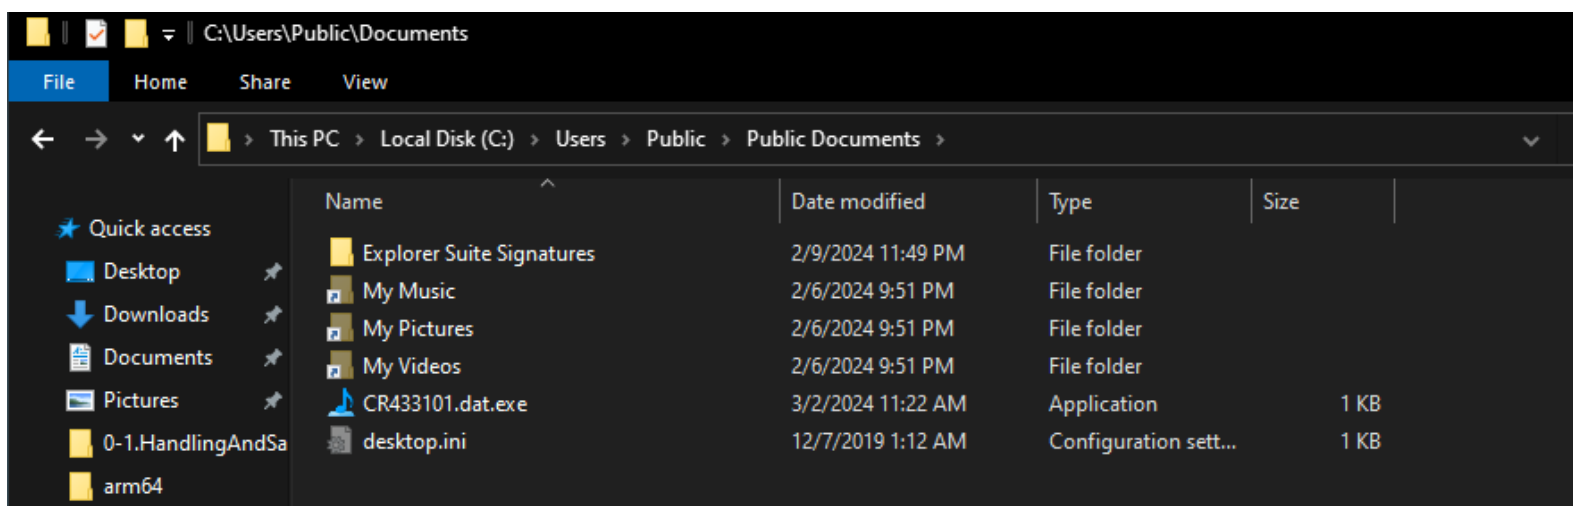 C:\Users\Public\Documents
File Home Share View
This PC > Local Disk (C:) > Users > Public > Public Documents >
Name Date modified Type Size
Quick access
Desktop
Downloads
Documents
Pictures
0-1.HandlingAndSa
arm64
Explorer Suite Signatures 2/9/2024 11:49 PM File folder
My Music 2/6/2024 9:51 PM File folder
My Pictures 2/6/2024 9:51 PM File folder
My Videos 2/6/2024 9:51 PM File folder
CR433101.dat.exe 3/2/2024 11:22 AM Application 1 KB
desktop.ini 12/7/2019 1:12 AM Configuration sett... 1 KB